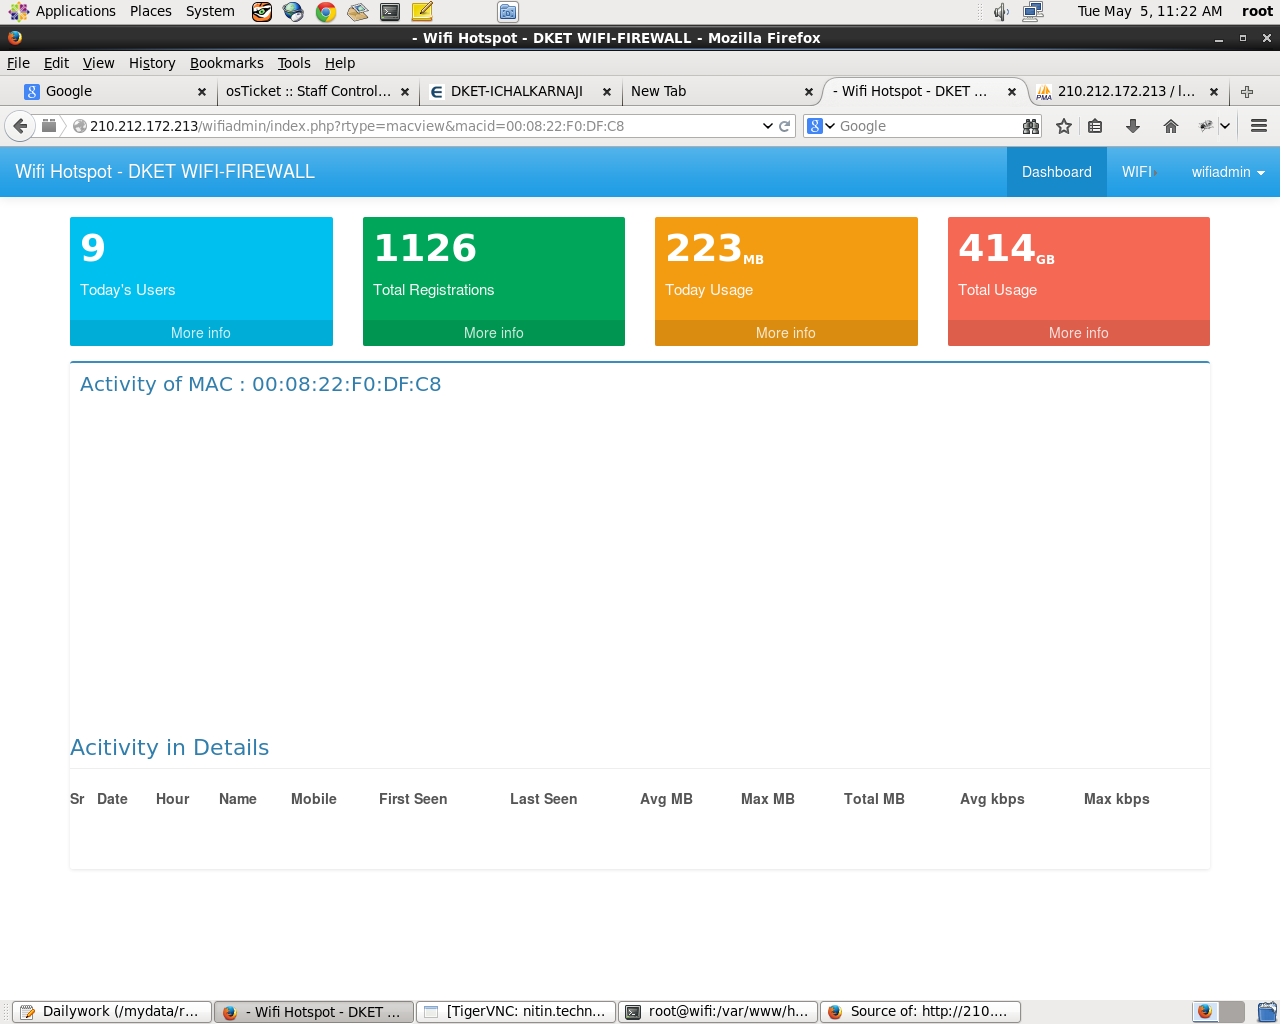 Applications Places System Tue May 5, 11:22 AM root
- Wifi Hotspot - DKET WIFI-FIREWALL - Mozilla Firefox
File Edit View History Bookmarks Tools Help
Google osTicket :: Staff Control... DKET-ICHALKARNAJI New Tab - Wifi Hotspot - DKET ... PMA 210.212.172.213 / l...
210.212.172.213/wifiadmin/index.php?rtype=macview&macid=00:08:22:F0:DF:C8 Google
Wifi Hotspot - DKET WIFI-FIREWALL Dashboard WIFI wifiadmin
9 1126 223 MB 414 GB
Today's Users Total Registrations Today Usage Total Usage
More info More info More info More info
Activity of MAC : 00:08:22:F0:DF:C8
Acitivity in Details
Sr Date Hour Name Mobile First Seen Last Seen Avg MB Max MB Total MB Avg kbps Max kbps
Dailywork (/mydata/r... - Wifi Hotspot - DKET ... [TigerVNC: nitin.techn... root@wifi:/var/www/h... Source of: http://210....